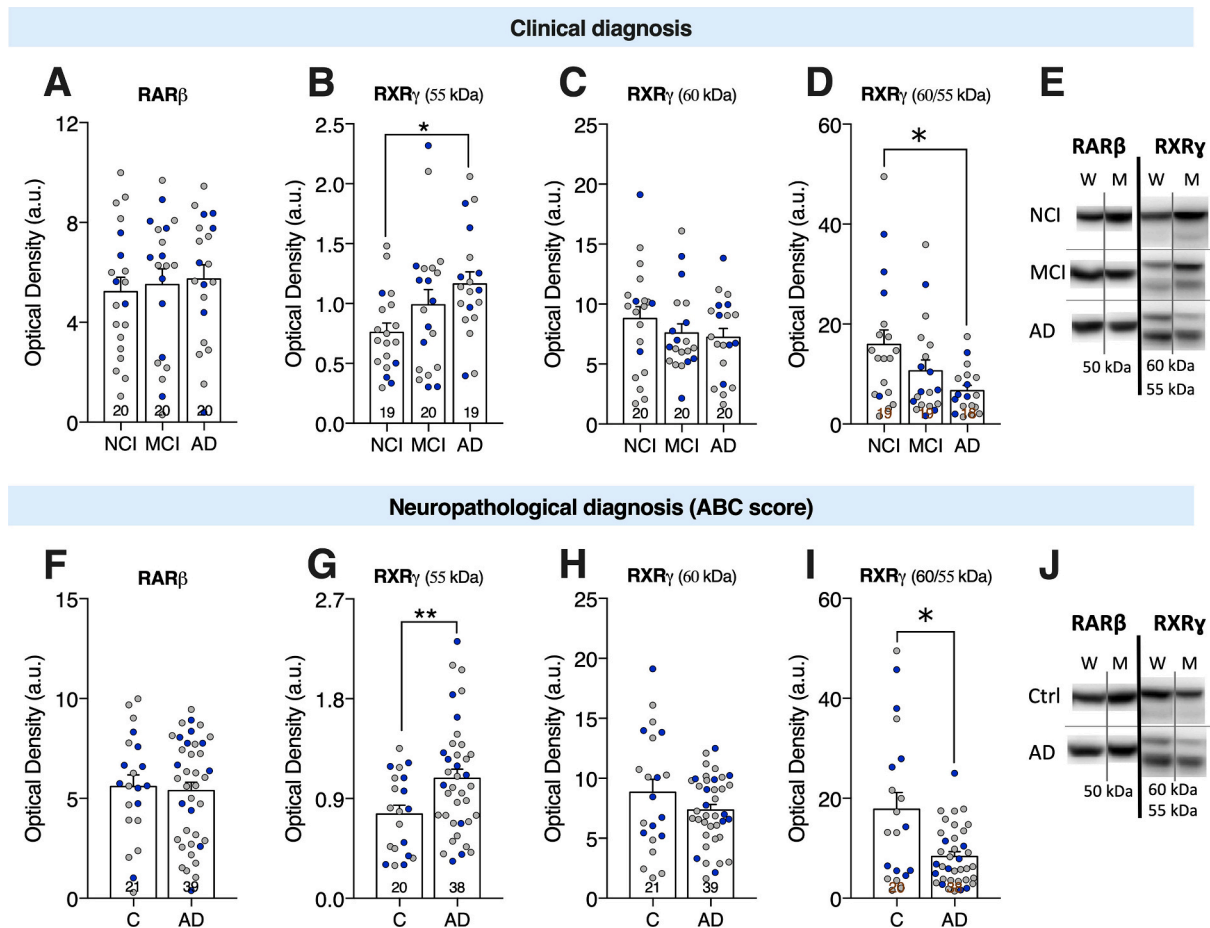 Clinical diagnosis
A
RARβ
Optical Density (a.u.)
12
8
4
0
20
20
20
NCI MCI AD
B
RXRγ (55 kDa)
Optical Density (a.u.)
2.5
2.0
1.5
1.0
0.5
0.0
*
19
20
19
NCI MCI AD
C
RXRγ (60 kDa)
Optical Density (a.u.)
25
20
15
10
5
0
20
20
20
NCI MCI AD
D
RXRγ (60/55 kDa)
Optical Density (a.u.)
60
40
20
0
*
19
NCI MCI AD
E
RARβ RXRɣ
W M W M
NCI
MCI
AD
50 kDa 60 kDa
55 kDa
Neuropathological diagnosis (ABC score)
F
RARβ
Optical Density (a.u.)
15
10
5
0
21
39
C AD
G
RXRγ (55 kDa)
Optical Density (a.u.)
2.7
1.8
0.9
0.0
**
20
38
C AD
H
RXRγ (60 kDa)
Optical Density (a.u.)
25
20
15
10
5
0
21
39
C AD
I
RXRγ (60/55 kDa)
Optical Density (a.u.)
60
40
20
0
*
20
C AD
J
RARβ RXRɣ
W M W M
Ctrl
AD
50 kDa 60 kDa
55 kDa